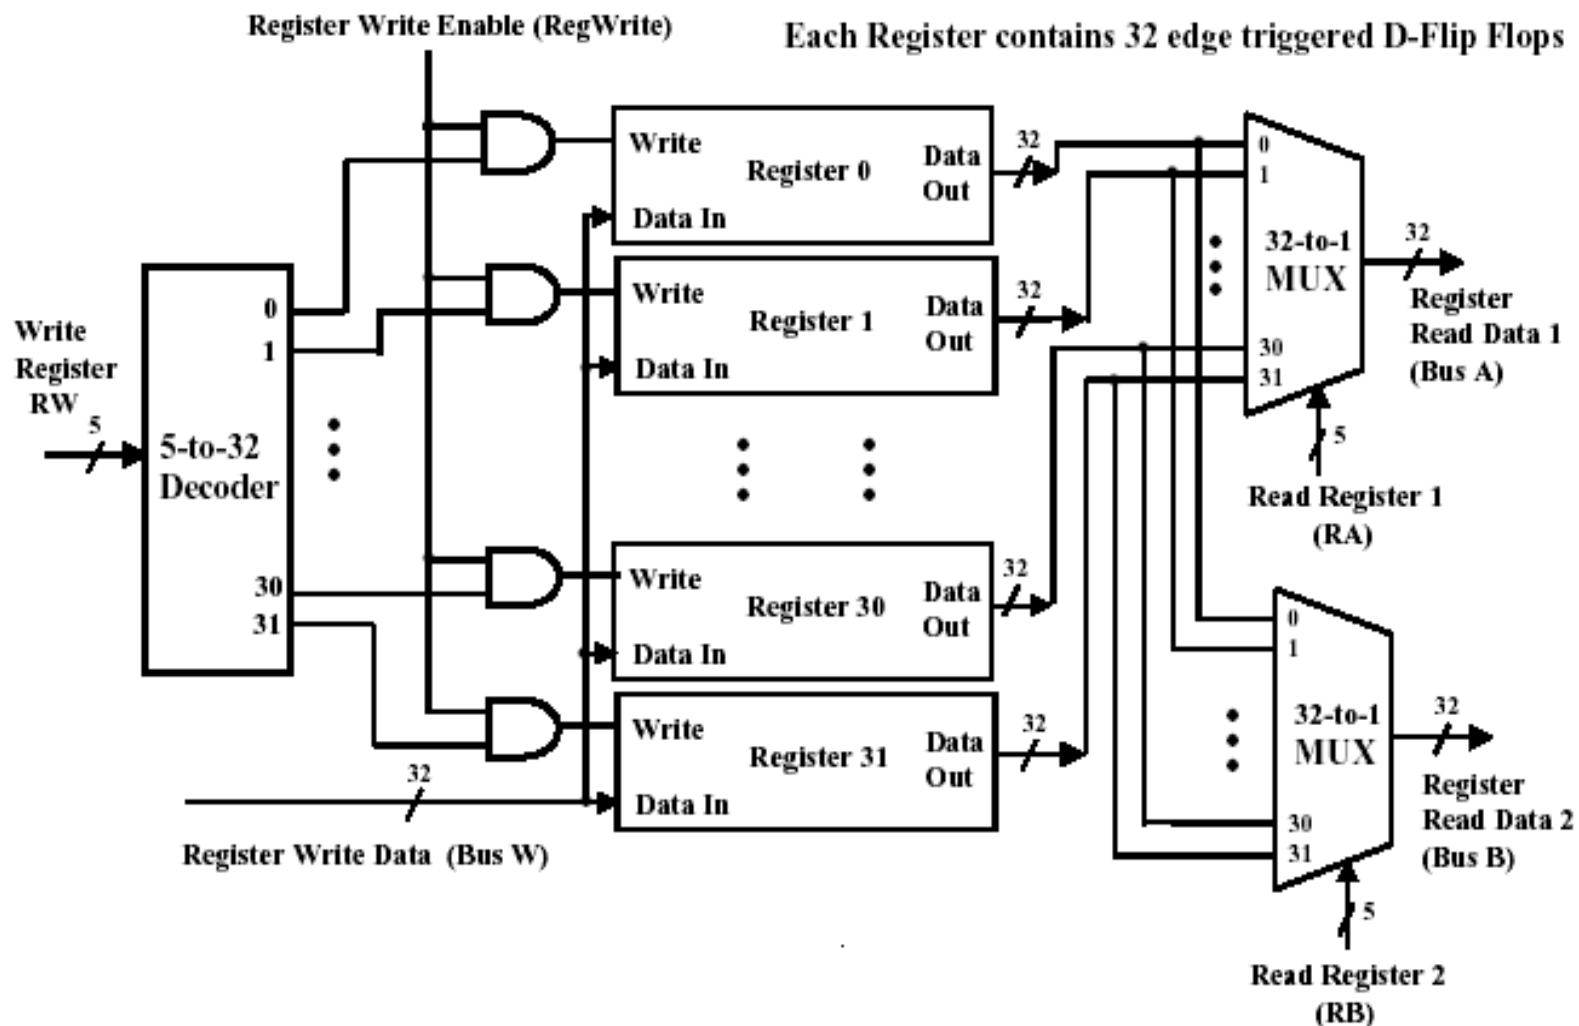 Register Write Enable (RegWrite)
Each Register contains 32 edge triggered D-Flip Flops
Write
Register 0
Data
Out
Data In
32
0
1
32-to-1
MUX
30
31
32
Register
Read Data 1
(Bus A)
5
Read Register 1
(RA)
Write
Register 1
Data
Out
Data In
32
Write
Register
RW
5
5-to-32
Decoder
0
1
30
31
Write
Register 30
Data
Out
Data In
32
Write
Register 31
Data
Out
Data In
32
32
Register Write Data (Bus W)
0
1
32-to-1
MUX
30
31
32
Register
Read Data 2
(Bus B)
5
Read Register 2
(RB)